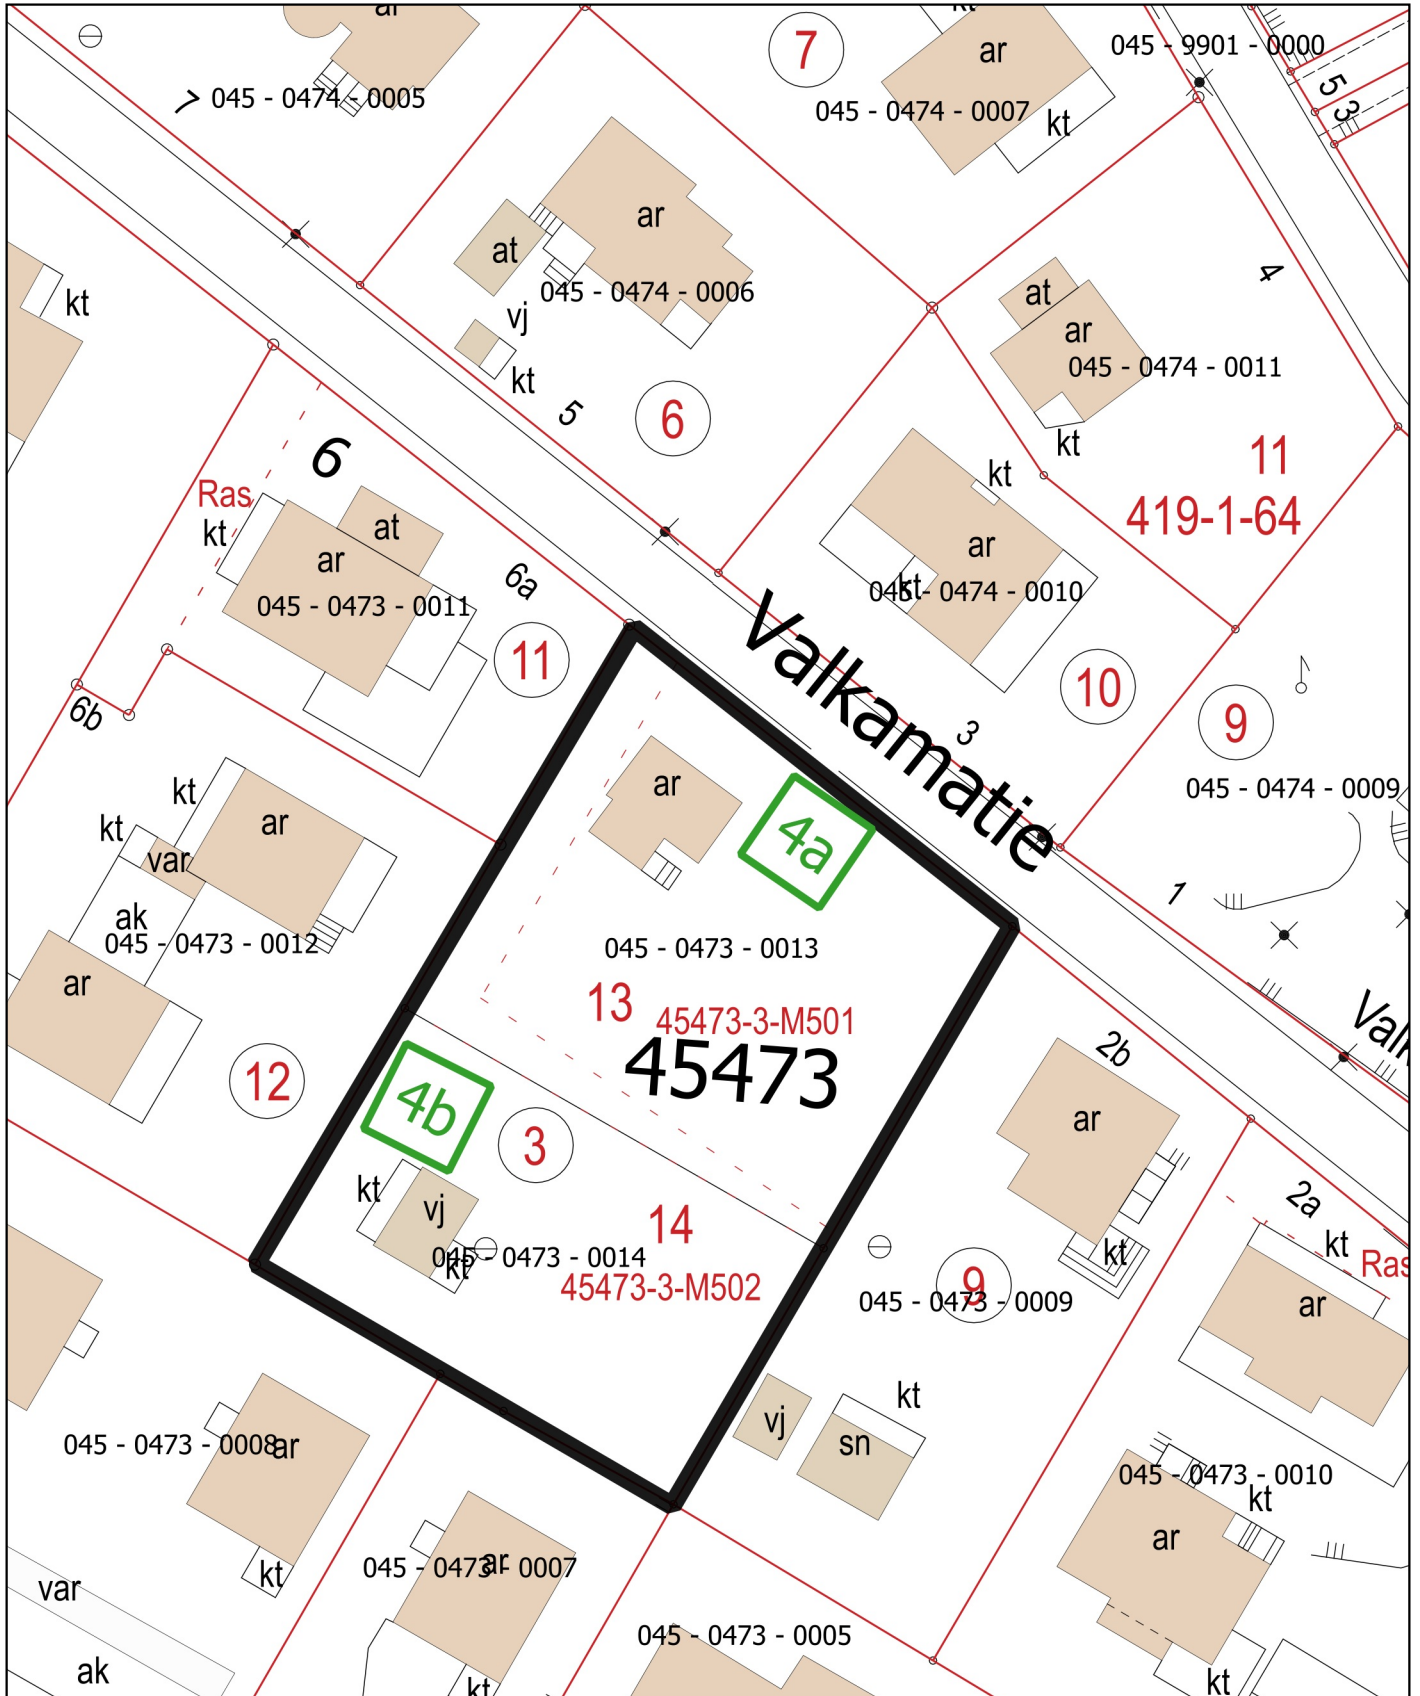 ar
kt
7
ar
045 - 9901 - 0000
7
045 - 0474 - 0005
045 - 0474 - 0007
kt
5
3
ar
at
045 - 0474 - 0006
4
at
ar
kt
vj
kt
045 - 0474 - 0011
5
6
kt
6
11
419-1-64
Ras
kt
at
ar
kt
ar
6a
045 - 0473 - 0011
kt
045 - 0474 - 0010
11
Valkamatie
10
9
6b
3
kt
ar
045 - 0474 - 0009
kt
ar
4a
var
1
ak
045 - 0473 - 0012
045 - 0473 - 0013
ar
13
45473-3-M501
45473
2b
12
4b
3
ar
kt
vj
14
2a
kt
045 - 0473 - 0014
kt
45473-3-M502
kt
Ras
9
045 - 0473 - 0009
ar
kt
vj
sn
045 - 0473 - 0008
ar
045 - 0473 - 0010
kt
ar
kt
045 - 0473 - 0007
ar
var
045 - 0473 - 0005
ak
kt
kt